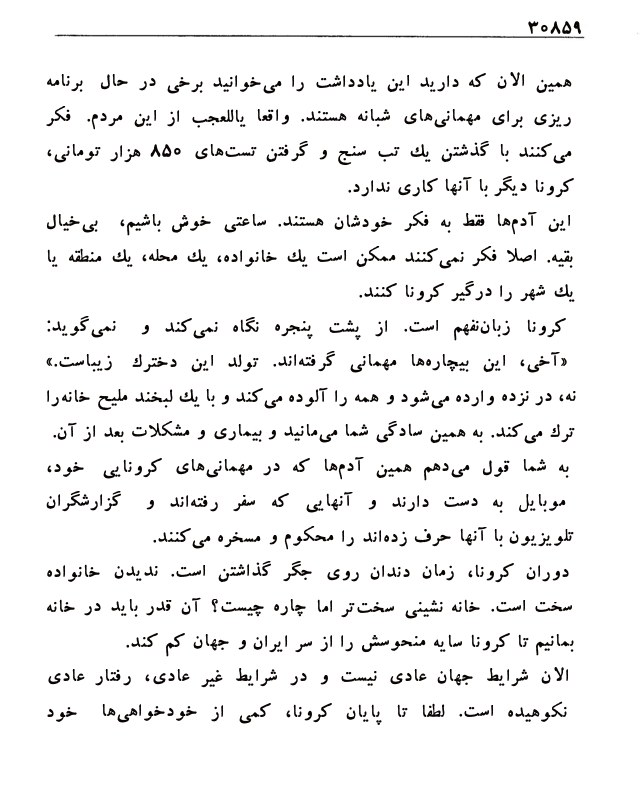 ۳۰۸۵۹
همین الان که دارید این یادداشت را می‌خوانید برخی در حال برنامه
ریزی برای مهمانی‌های شبانه هستند. واقعا یاللعجب از این مردم. فکر
می‌کنند با گذشتن یك تب سنج و گرفتن تست‌های ۸۵۰ هزار تومانی،
کرونا دیگر با آنها کاری ندارد.
این آدم‌ها فقط به فکر خودشان هستند. ساعتی خوش باشیم، بی‌خیال
بقیه. اصلا فکر نمی‌کنند ممکن است یك خانواده، یك محله، یك منطقه یا
یك شهر را درگیر کرونا کنند.
کرونا زبان‌نفهم است. از پشت پنجره نگاه نمی‌کند و نمی‌گوید:
«آخی، این بیچاره‌ها مهمانی گرفته‌اند. تولد این دخترك زیباست.»
نه، در نزده وارده می‌شود و همه را آلوده می‌کند و با یك لبخند ملیح خانه‌را
ترك می‌کند. به همین سادگی شما می‌مانید و بیماری و مشکلات بعد از آن.
به شما قول می‌دهم همین آدم‌ها که در مهمانی‌های کرونایی خود،
موبایل به دست دارند و آنهایی که سفر رفته‌اند و گزارشگران
تلویزیون با آنها حرف زده‌اند را محکوم و مسخره می‌کنند.
دوران کرونا، زمان دندان روی جگر گذاشتن است. ندیدن خانواده
سخت است. خانه نشینی سخت‌تر اما چاره چیست؟ آن قدر باید در خانه
بمانیم تا کرونا سایه منحوسش را از سر ایران و جهان کم کند.
الان شرایط جهان عادی نیست و در شرایط غیر عادی، رفتار عادی
نکوهیده است. لطفا تا پایان کرونا، کمی از خودخواهی‌ها خود